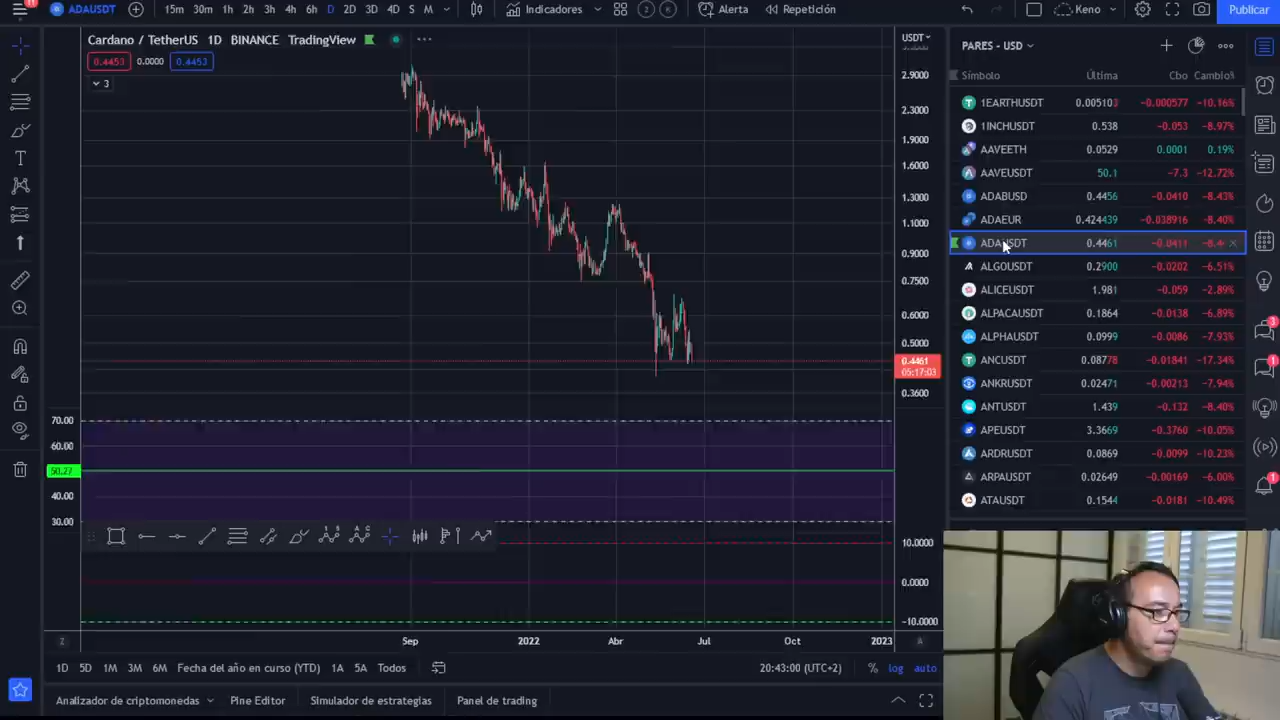 11
ADAUSDT
15m 30m 1h 2h 3h 4h 6h D 2D 3D 4D S M
Indicadores
2 K
Alerta
Repetición
Keno
Publicar
Cardano / TetherUS 1D BINANCE TradingView
0.4453 0.0000 0.4453
3
USDT
2.9000
2.3000
1.9000
1.6000
1.3000
1.1000
0.9000
0.7500
0.6000
0.5000
0.4461
05:17:03
0.3600
70.00
60.00
50.27
40.00
30.00
10.0000
0.0000
-10.0000
Z Sep 2022 Abr Jul Oct 2023 A
1D 5D 1M 3M 6M Fecha del año en curso (YTD) 1A 5A Todos
20:43:00 (UTC+2) % log auto
Analizador de criptomonedas Pine Editor Simulador de estrategias Panel de trading
PARES - USD
Símbolo Última Cbo Cambio%
1EARTHUSDT 0.005103 -0.000577 -10.16%
1INCHUSDT 0.538 -0.053 -8.97%
AAVEETH 0.0529 0.0001 0.19%
AAVEUSDT 50.1 -7.3 -12.72%
ADABUSD 0.4456 -0.0410 -8.43%
ADAEUR 0.424439 -0.038916 -8.40%
ADAUSDT 0.4461 -0.0411 -8.4
ALGOUSDT 0.2900 -0.0202 -6.51%
ALICEUSDT 1.981 -0.059 -2.89%
ALPACAUSDT 0.1864 -0.0138 -6.89%
ALPHAUSDT 0.0999 -0.0086 -7.93%
ANCUSDT 0.08778 -0.01841 -17.34%
ANKRUSDT 0.02471 -0.00213 -7.94%
ANTUSDT 1.439 -0.132 -8.40%
APEUSDT 3.3669 -0.3760 -10.05%
ARDRUSDT 0.0869 -0.0099 -10.23%
ARPAUSDT 0.02649 -0.00169 -6.00%
ATAUSDT 0.1544 -0.0181 -10.49%
3
1
1